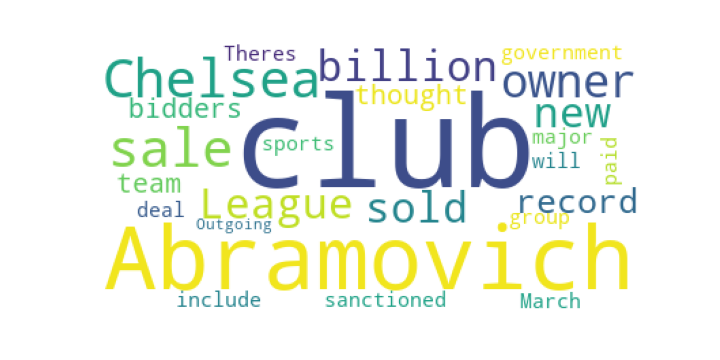 Theres billion government
Chelsea owner
bidders thought new
club
sale sports major
will paid
team League sold record
deal Outgoing group
Abramovich
include sanctioned March